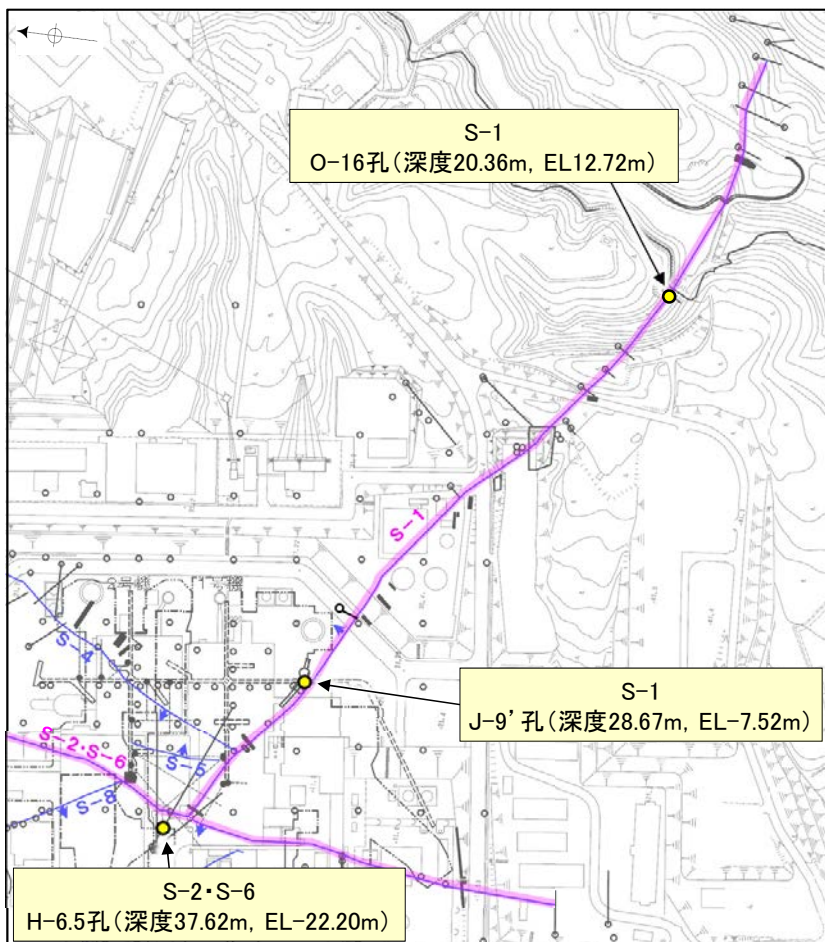 S-1
O-16孔(深度20.36m, EL12.72m)
S-1
S-4
S-1
J-9’孔(深度28.67m, EL-7.52m)
S-2・S-6
S-5
S-8
S-2・S-6
H-6.5孔(深度37.62m, EL-22.20m)